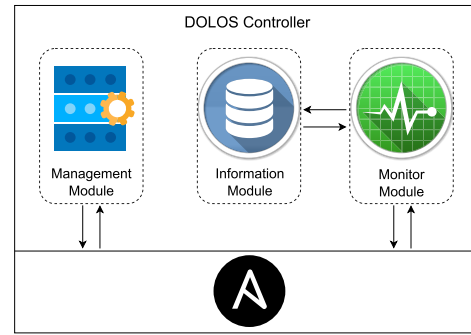 DOLOS Controller
Management
Module
Information
Module
Monitor
Module